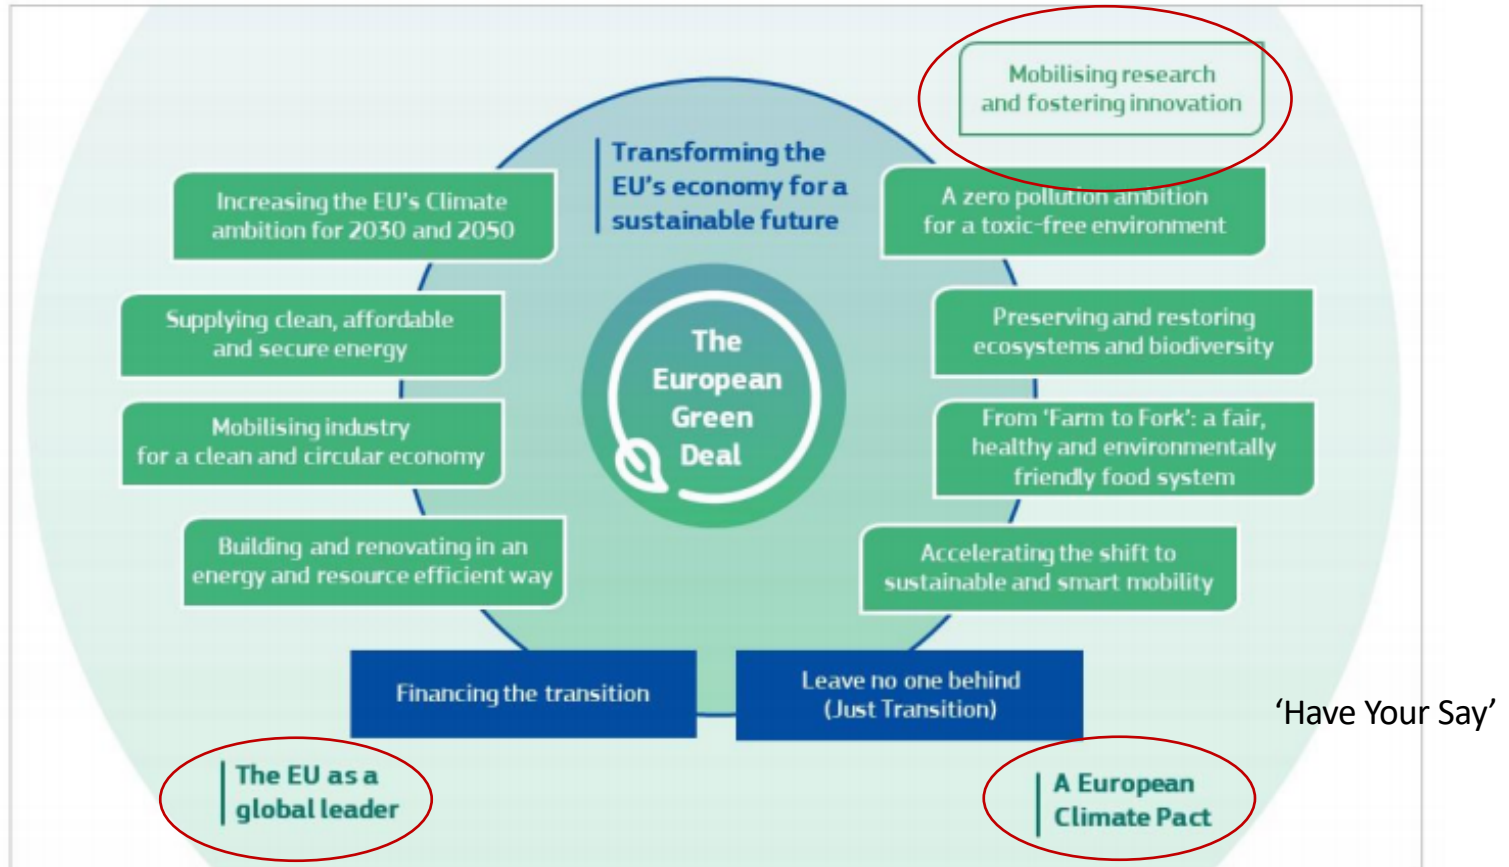 Mobilising research
and fostering innovation
Transforming the
EU's economy for a
sustainable future
Increasing the EU's Climate
ambition for 2030 and 2050
A zero pollution ambition
for a toxic-free environment
Supplying clean, affordable
and secure energy
The
European
Green
Deal
Preserving and restoring
ecosystems and biodiversity
Mobilising industry
for a clean and circular economy
From ‘Farm to Fork’: a fair,
healthy and environmentally
friendly food system
Building and renovating in an
energy and resource efficient way
Accelerating the shift to
sustainable and smart mobility
Financing the transition
Leave no one behind
(Just Transition)
‘Have Your Say’
The EU as a
global leader
A European
Climate Pact